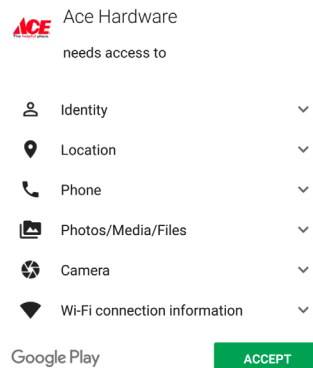 ACE
The helpful place.
Ace Hardware
needs access to
Identity
Location
Phone
Photos/Media/Files
Camera
Wi-Fi connection information
Google Play
ACCEPT